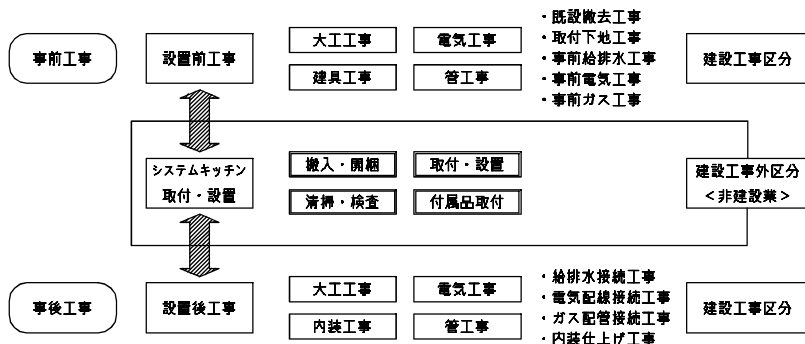 事前工事
設置前工事
大工工事
電気工事
建具工事
管工事
・既設撤去工事
・取付下地工事
・事前給排水工事
・事前電気工事
・事前ガス工事
建設工事区分
システムキッチン
取付・設置
搬入・開梱
取付・設置
清掃・検査
付属品取付
建設工事外区分
＜非建設業＞
事後工事
設置後工事
大工工事
電気工事
内装工事
管工事
・給排水接続工事
・電気配線接続工事
・ガス配管接続工事
・内装仕上げ工事
建設工事区分